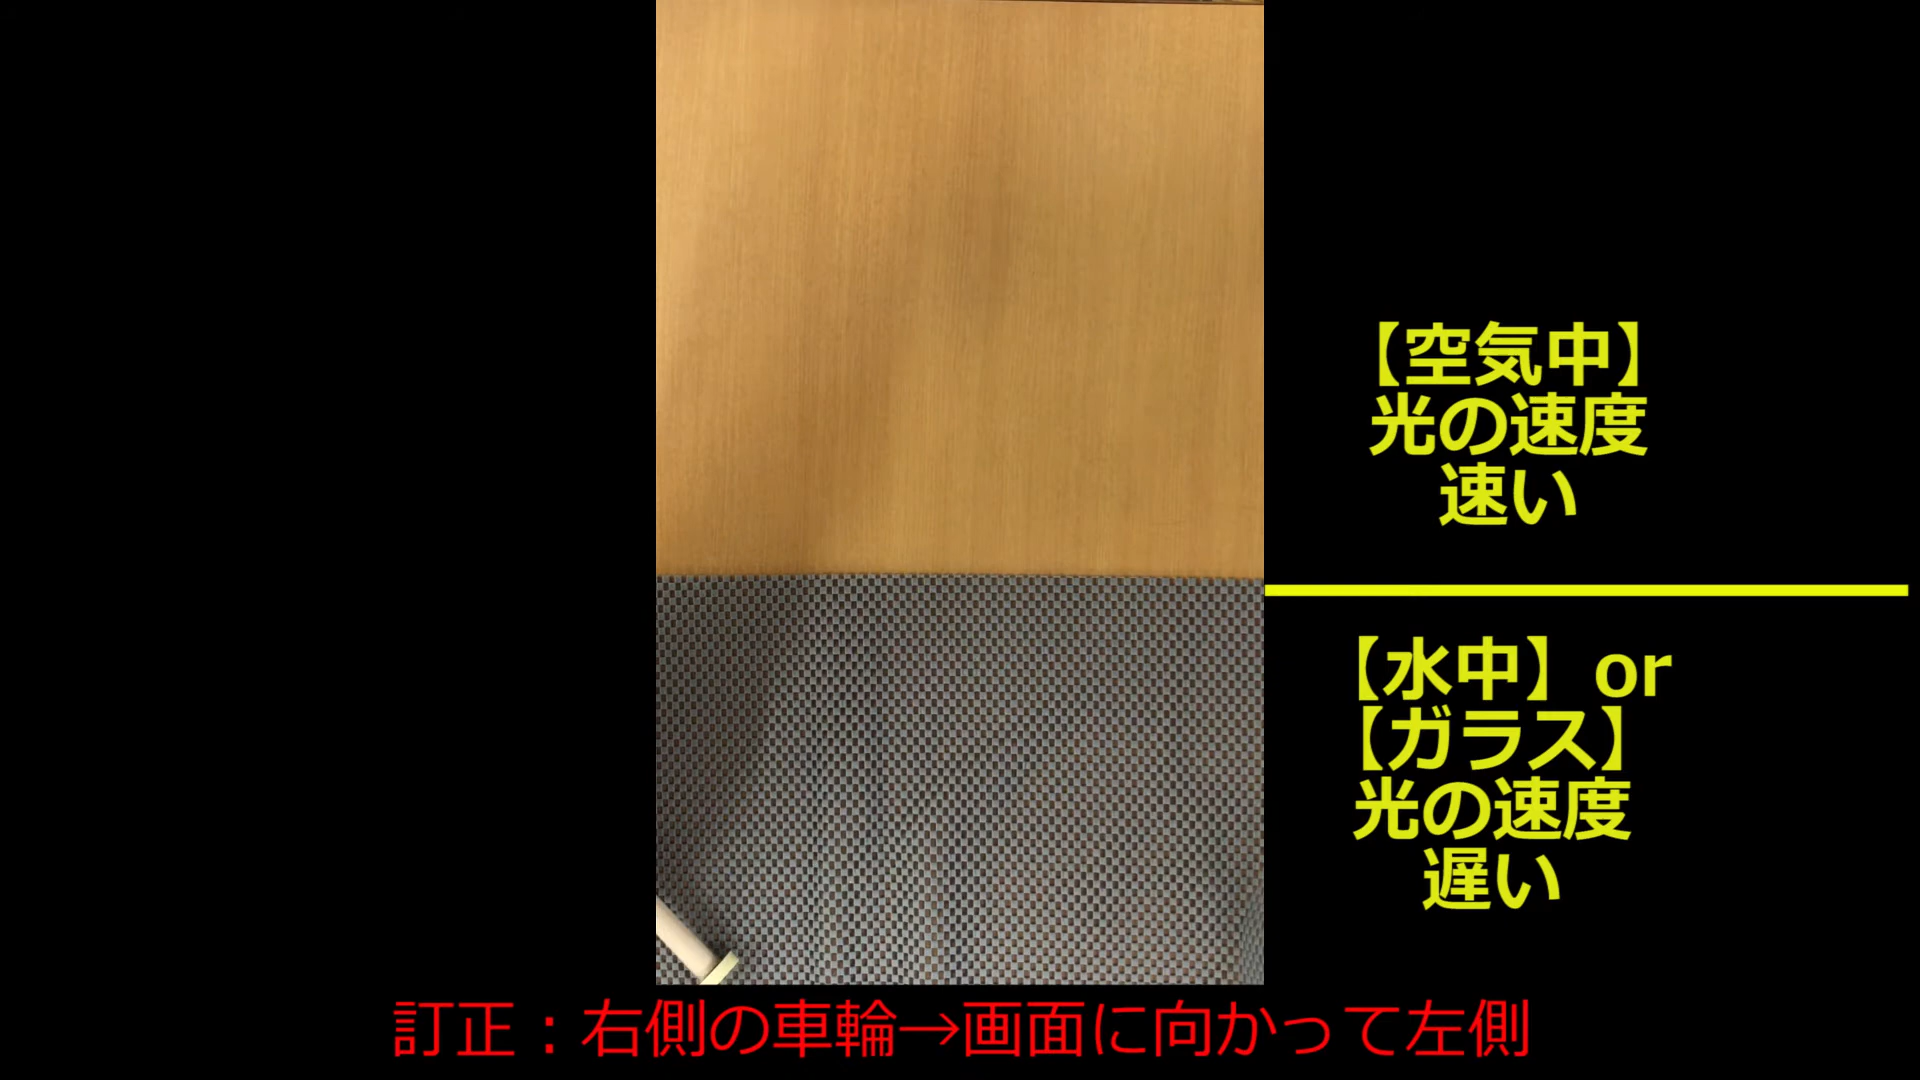 【空気中】
光の速度
速い
【水中】or
【ガラス】
光の速度
遅い
訂正：右側の車輪→画面に向かって左側